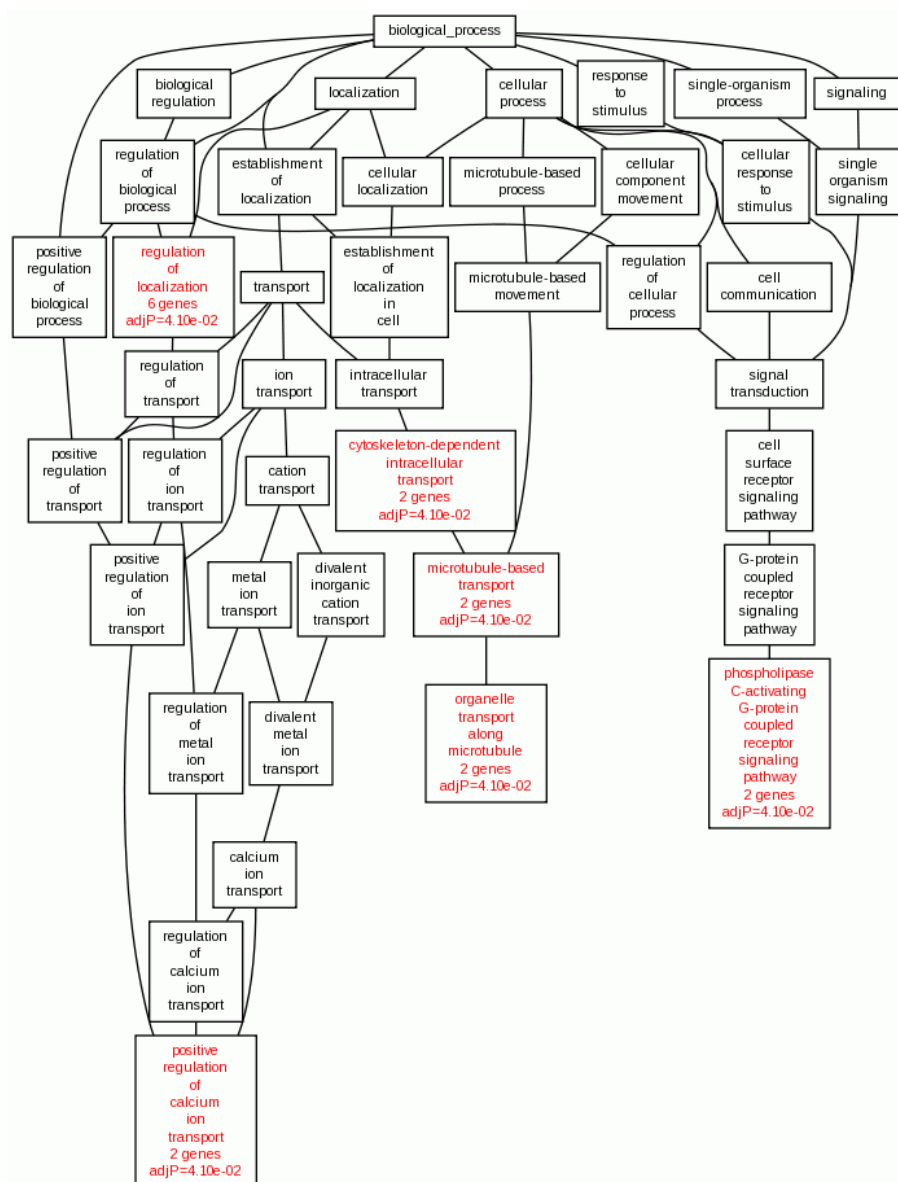 biological_process
biological
regulation
localization
cellular
process
response
to
stimulus
single-organism
process
signaling
regulation
of
biological
process
establishment
of
localization
cellular
localization
microtubule-based
process
cellular
component
movement
cellular
response
to
stimulus
single
organism
signaling
positive
regulation
of
biological
process
regulation
of
localization
6 genes
adjP=4.10e-02
transport
establishment
of
localization
in
cell
microtubule-based
movement
regulation
of
cellular
process
cell
communication
regulation
of
transport
ion
transport
intracellular
transport
signal
transduction
positive
regulation
of
transport
regulation
of
ion
transport
cation
transport
cytoskeleton-dependent
intracellular
transport
2 genes
adjP=4.10e-02
cell
surface
receptor
signaling
pathway
positive
regulation
of
ion
transport
metal
ion
transport
divalent
inorganic
cation
transport
microtubule-based
transport
2 genes
adjP=4.10e-02
G-protein
coupled
receptor
signaling
pathway
regulation
of
metal
ion
transport
divalent
metal
ion
transport
organelle
transport
along
microtubule
2 genes
adjP=4.10e-02
phospholipase
C-activating
G-protein
coupled
receptor
signaling
pathway
2 genes
adjP=4.10e-02
calcium
ion
transport
regulation
of
calcium
ion
transport
positive
regulation
of
calcium
ion
transport
2 genes
adjP=4.10e-02